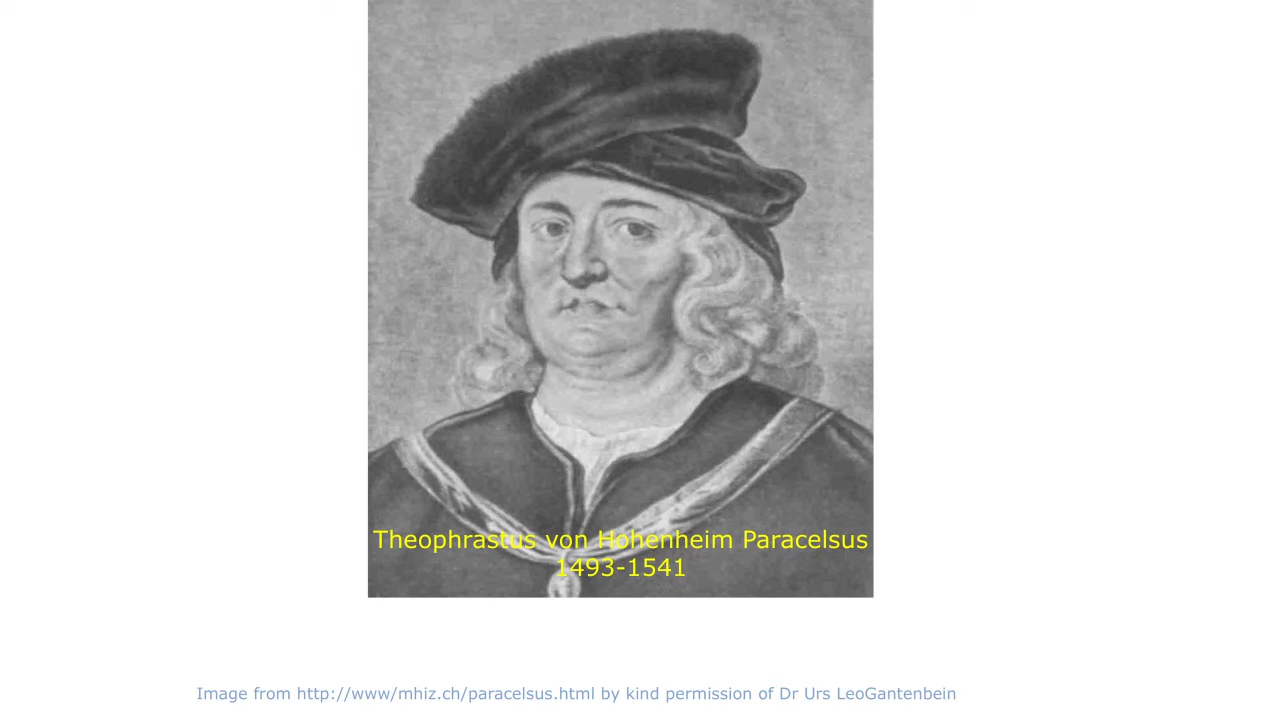 Theophrastus von Hohenheim Paracelsus
1493-1541
Image from http://www/mhiz.ch/paracelsus.html by kind permission of Dr Urs LeoGantenbein